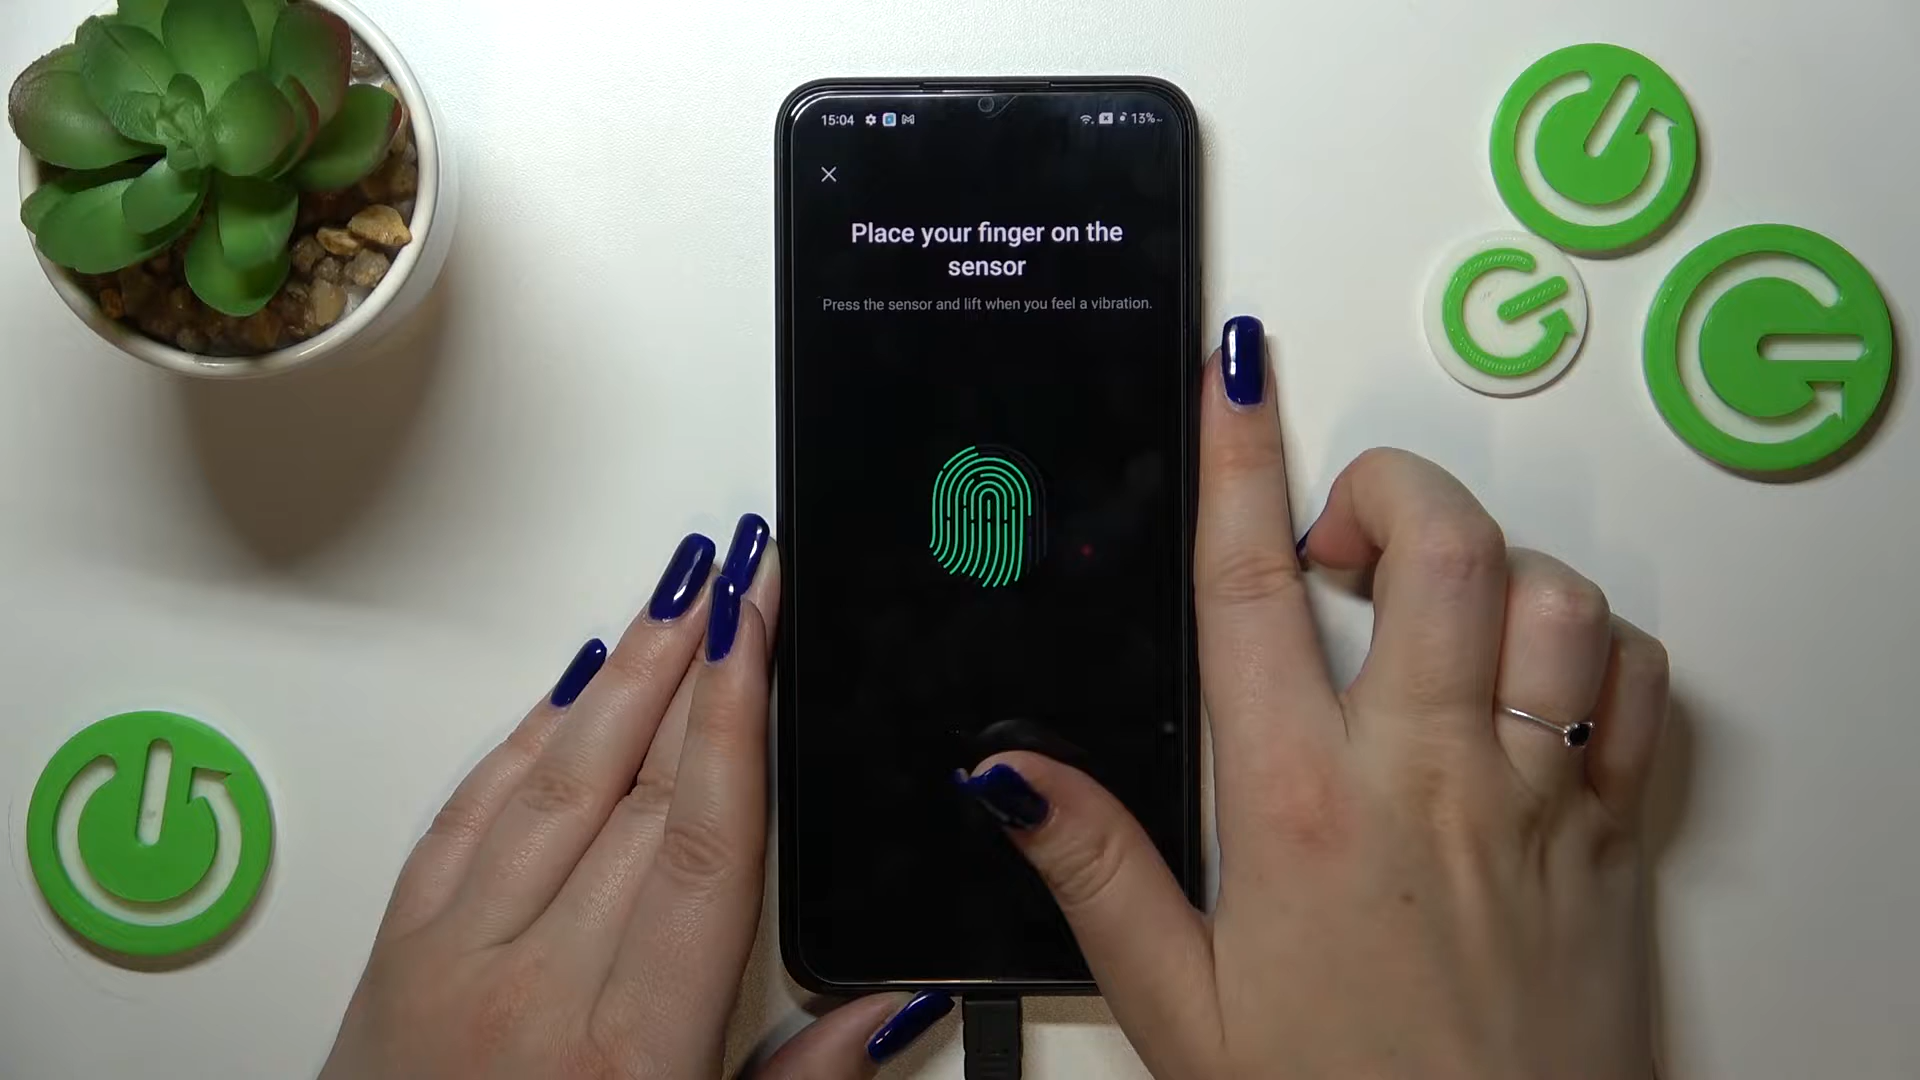 15:04 13%
Place your finger on the
sensor
Press the sensor and lift when you feel a vibration.